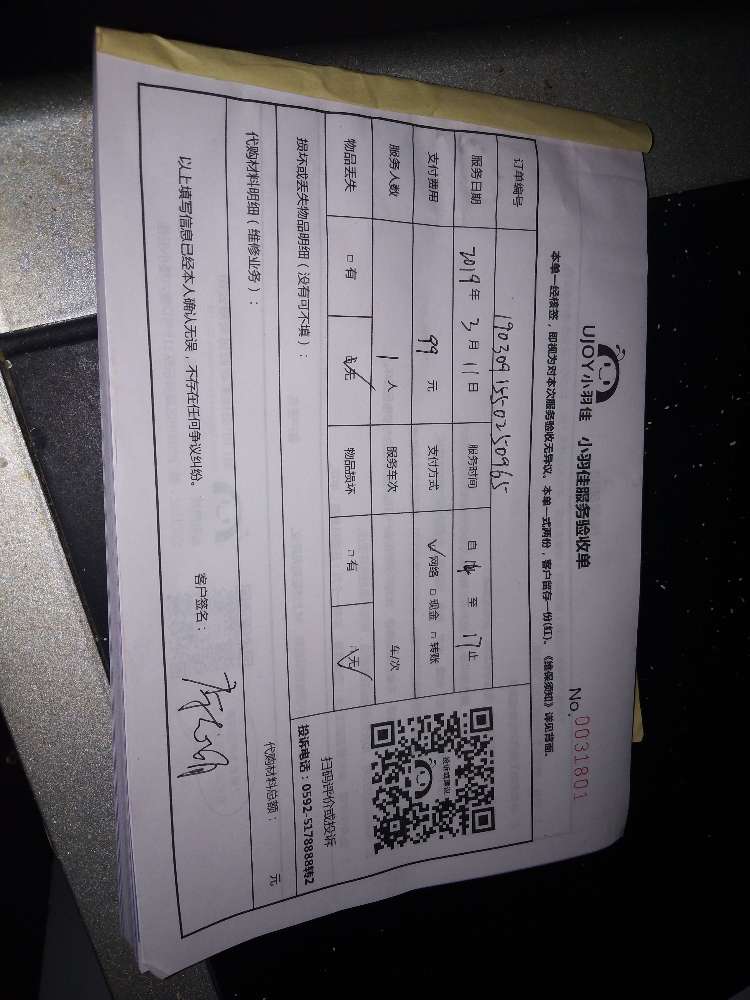 UJOY小羽佳 小羽佳服务验收单
No.0031801
本单一经核签,即视为对本次服务验收无异议。本单一式两份,客户留存一份(红)。《维保须知》详见背面。
订单编号 1903091550250965
服务日期 2019年3月11日 服务时间 自 至 17止
支付费用 99元 支付方式 ☑网络 □现金 □转账
服务人数 1人 服务车次 车/次
物品丢失 □有 ☑无 物品损坏 □有 ☑无
损坏或丢失物品明细(没有可不填):
扫码评价或投诉
投诉电话:0592-5178888转2
代购材料明细(维修业务):
代购材料总额: 元
以上填写信息已经本人确认无误,不存在任何争议纠纷。
客户签名: